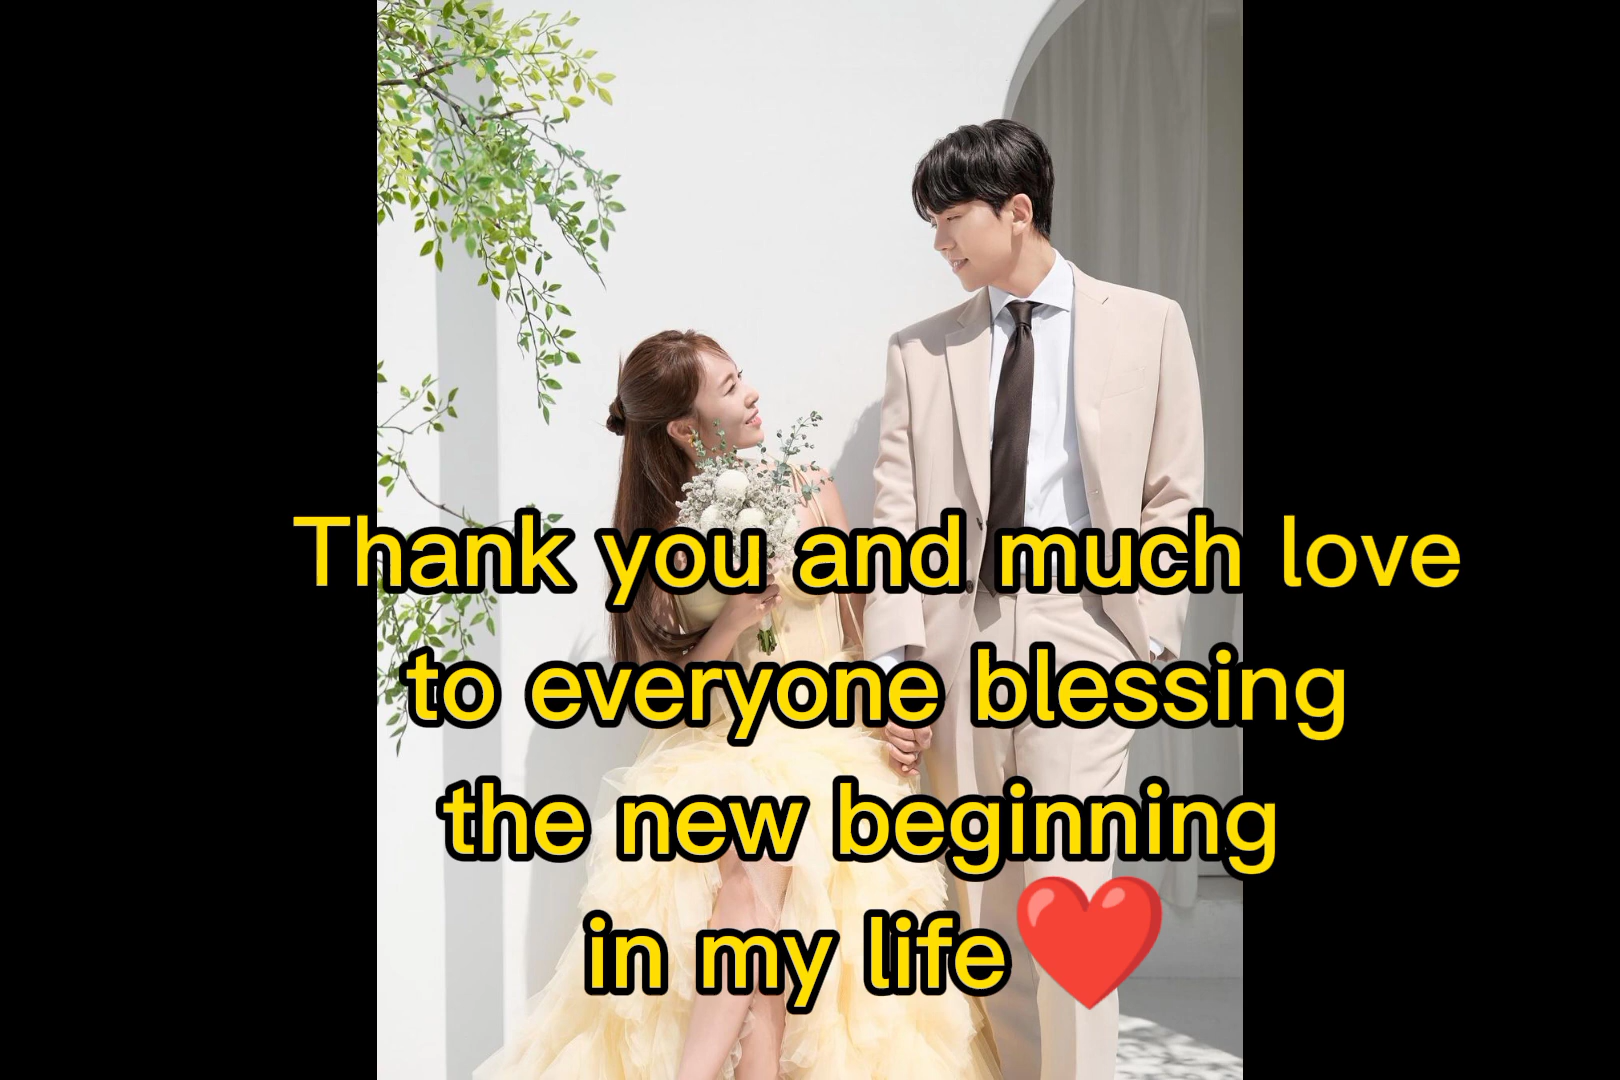 Thank you and much love
to everyone blessing
the new beginning
in my life❤️